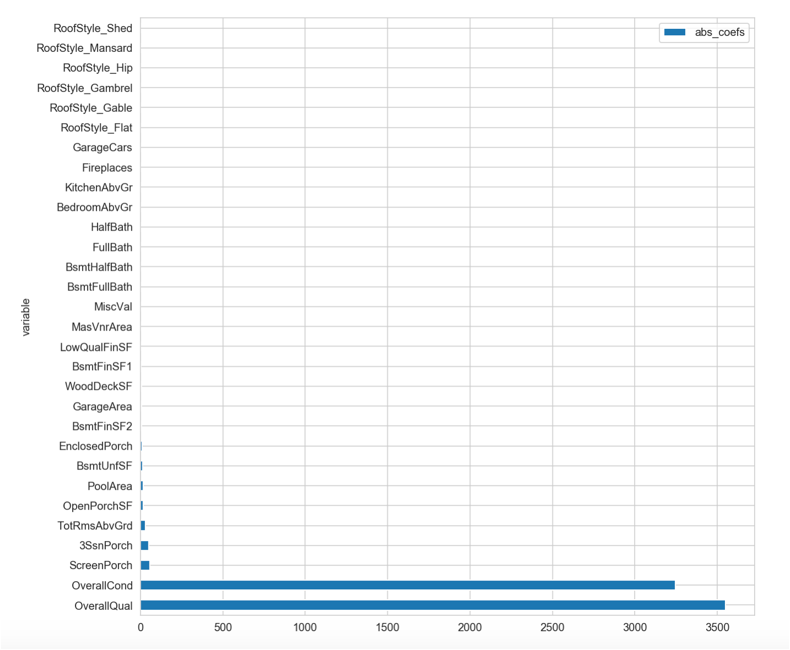 abs_coefs
RoofStyle_Shed
RoofStyle_Mansard
RoofStyle_Hip
RoofStyle_Gambrel
RoofStyle_Gable
RoofStyle_Flat
GarageCars
Fireplaces
KitchenAbvGr
BedroomAbvGr
HalfBath
FullBath
BsmtHalfBath
BsmtFullBath
MiscVal
MasVnrArea
LowQualFinSF
BsmtFinSF1
WoodDeckSF
GarageArea
BsmtFinSF2
EnclosedPorch
BsmtUnfSF
PoolArea
OpenPorchSF
TotRmsAbvGrd
3SsnPorch
ScreenPorch
OverallCond
OverallQual
variable
0 500 1000 1500 2000 2500 3000 3500